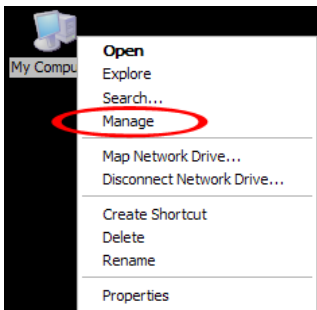 My Compu
Open
Explore
Search...
Manage
Map Network Drive...
Disconnect Network Drive...
Create Shortcut
Delete
Rename
Properties